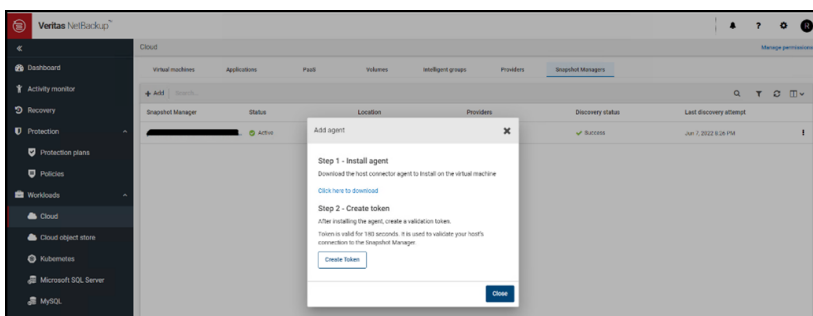 Veritas NetBackup™
?
R
«
Cloud
Manage permissions
Dashboard
Virtual machines Applications PaaS Volumes Intelligent groups Providers Snapshot Managers
Activity monitor
+ Add Search...
Recovery
Snapshot Manager Status Location Providers Discovery status Last discovery attempt
Protection
Active
Success
Jun 7, 2022 8:26 PM
Add agent
Protection plans
Step 1 - Install agent
Download the host connector agent to install on the virtual machine
Policies
Click here to download
Workloads
Step 2 - Create token
Cloud
After installing the agent, create a validation token.
Token is valid for 180 seconds. It is used to validate your host's
connection to the Snapshot Manager.
Cloud object store
Create Token
Kubernetes
Microsoft SQL Server
Close
MySQL